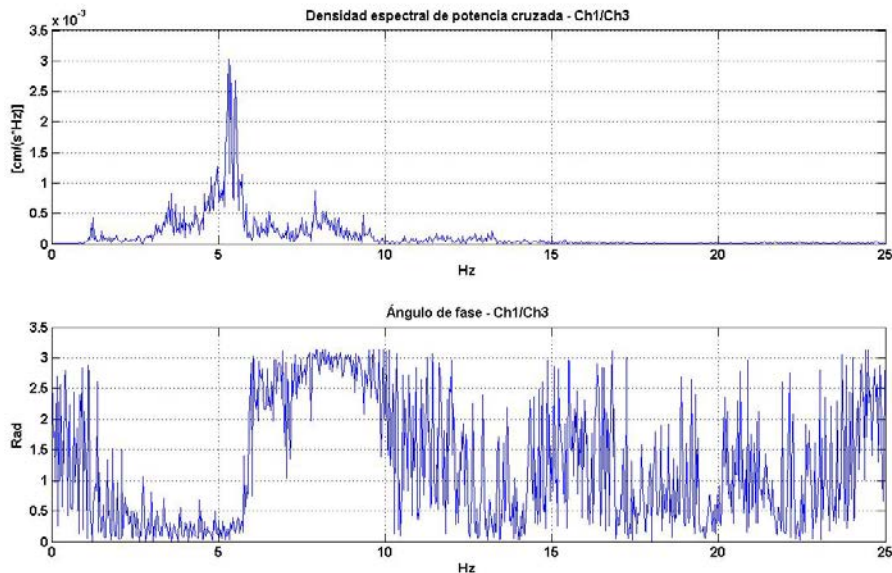 Densidad espectral de potencia cruzada - Ch1/Ch3
x 10⁻³
3.5
3
2.5
2
1.5
1
0.5
0
[cm/(s*Hz)]
0 5 10 15 20 25
Hz
Ángulo de fase - Ch1/Ch3
3.5
3
2.5
2
1.5
1
0.5
0
Rad
0 5 10 15 20 25
Hz